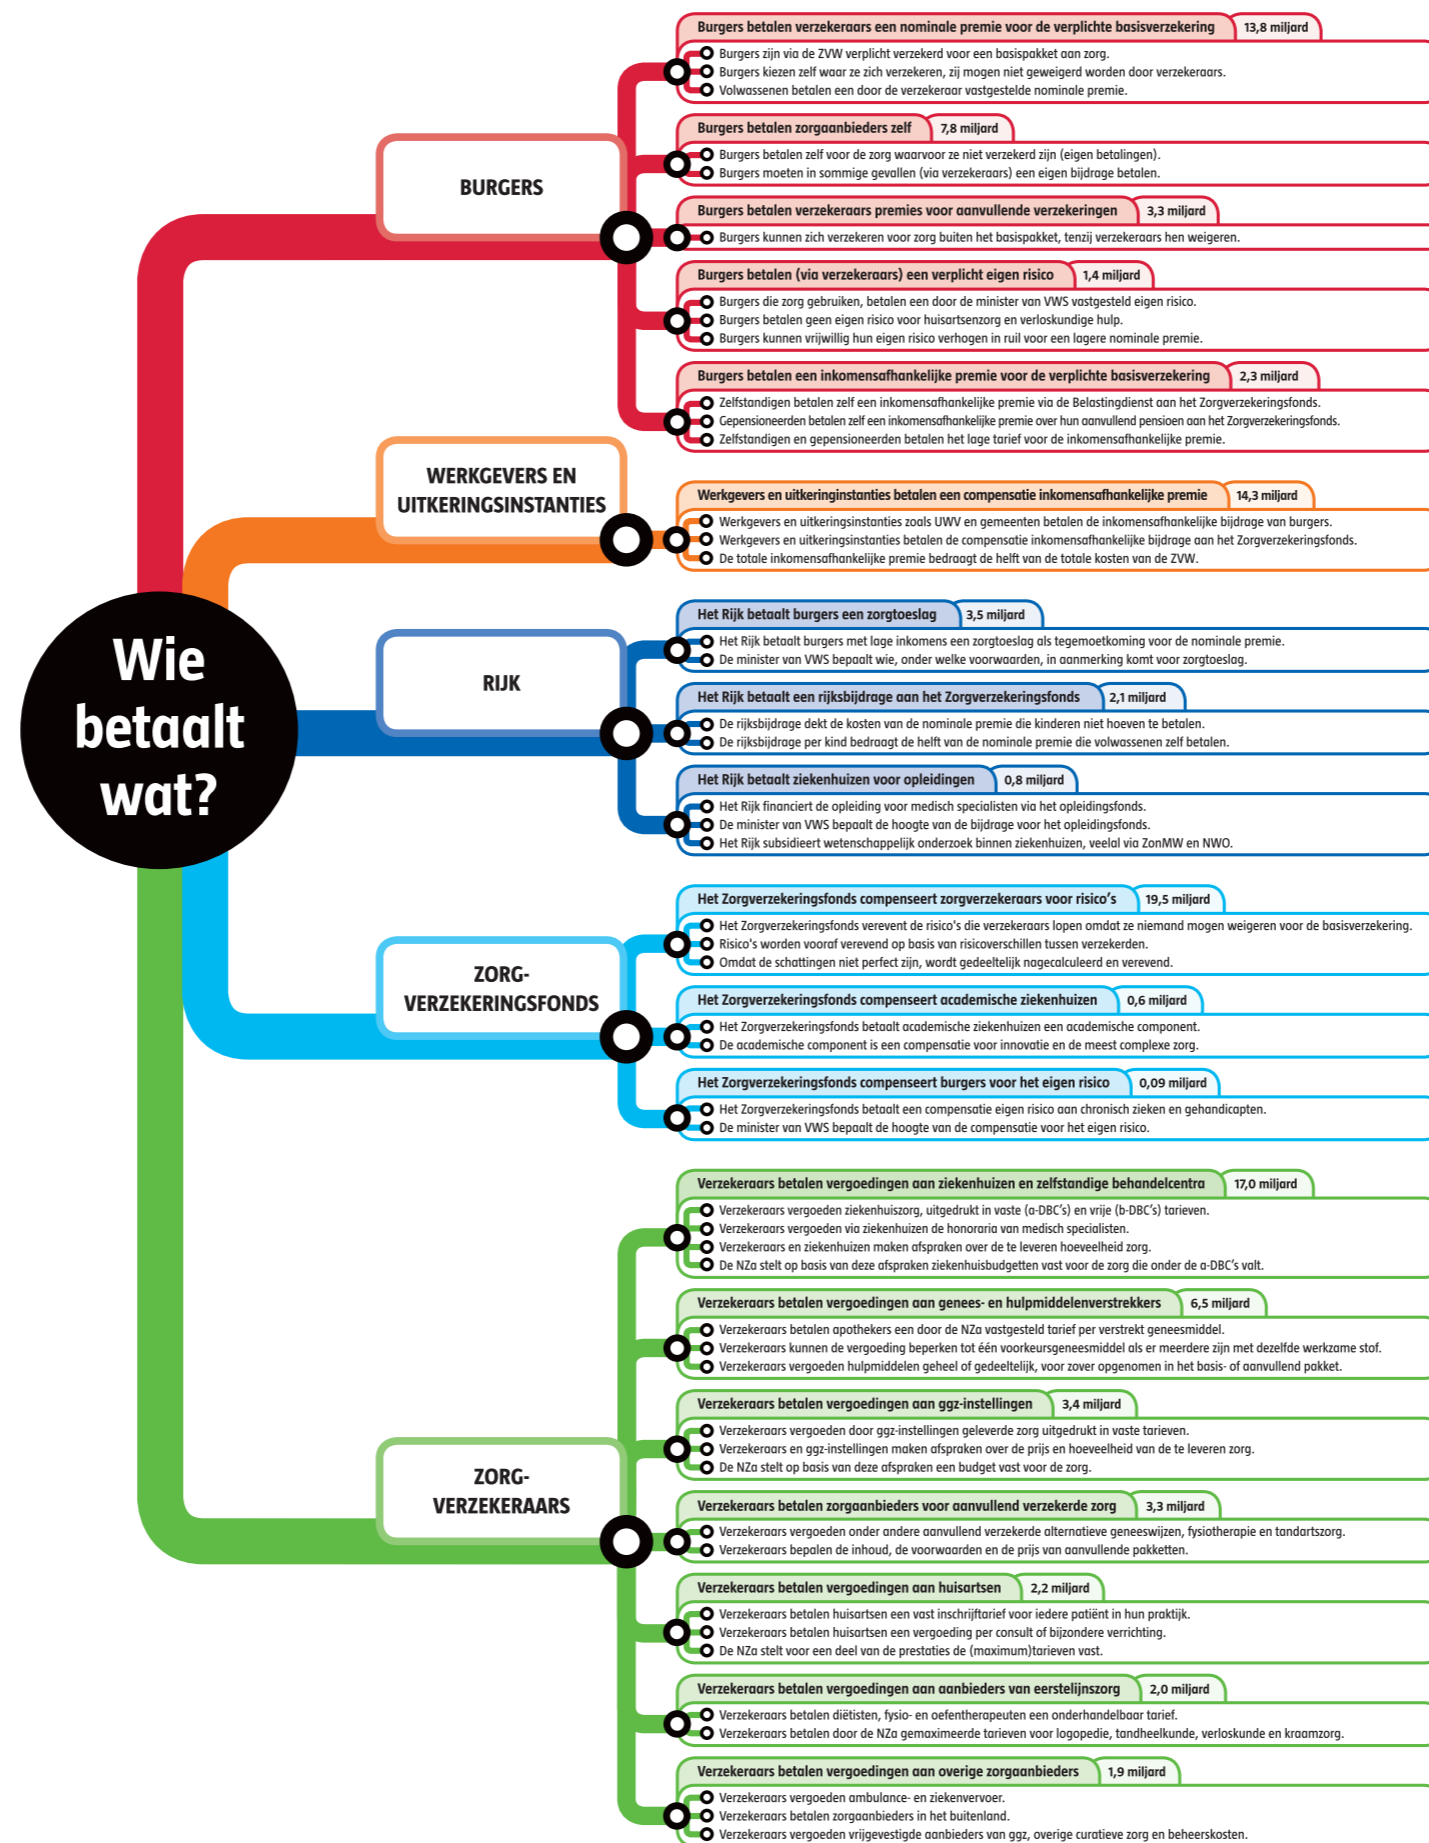 Wie
betaalt
wat?
BURGERS
Burgers betalen verzekeraars een nominale premie voor de verplichte basisverzekering 13,8 miljard
Burgers zijn via de ZVW verplicht verzekerd voor een basispakket aan zorg.
Burgers kiezen zelf waar ze zich verzekeren, zij mogen niet geweigerd worden door verzekeraars.
Volwassenen betalen een door de verzekeraar vastgestelde nominale premie.
Burgers betalen zorgaanbieders zelf 7,8 miljard
Burgers betalen zelf voor de zorg waarvoor ze niet verzekerd zijn (eigen betalingen).
Burgers moeten in sommige gevallen (via verzekeraars) een eigen bijdrage betalen.
Burgers betalen verzekeraars premies voor aanvullende verzekeringen 3,3 miljard
Burgers kunnen zich verzekeren voor zorg buiten het basispakket, tenzij verzekeraars hen weigeren.
Burgers betalen (via verzekeraars) een verplicht eigen risico 1,4 miljard
Burgers die zorg gebruiken, betalen een door de minister van VWS vastgesteld eigen risico.
Burgers betalen geen eigen risico voor huisartsenzorg en verloskundige hulp.
Burgers kunnen vrijwillig hun eigen risico verhogen in ruil voor een lagere nominale premie.
Burgers betalen een inkomensafhankelijke premie voor de verplichte basisverzekering 2,3 miljard
Zelfstandigen betalen zelf een inkomensafhankelijke premie via de Belastingdienst aan het Zorgverzekeringsfonds.
Gepensioneerden betalen zelf een inkomensafhankelijke premie over hun aanvullend pensioen aan het Zorgverzekeringsfonds.
Zelfstandigen en gepensioneerden betalen het lage tarief voor de inkomensafhankelijke premie.
WERKGEVERS EN
UITKERINGSINSTANTIES
Werkgevers en uitkeringinstanties betalen een compensatie inkomensafhankelijke premie 14,3 miljard
Werkgevers en uitkeringsinstanties zoals UWV en gemeenten betalen de inkomensafhankelijke bijdrage van burgers.
Werkgevers en uitkeringsinstanties betalen de compensatie inkomensafhankelijke bijdrage aan het Zorgverzekeringsfonds.
De totale inkomensafhankelijke premie bedraagt de helft van de totale kosten van de ZVW.
RIJK
Het Rijk betaalt burgers een zorgtoeslag 3,5 miljard
Het Rijk betaalt burgers met lage inkomens een zorgtoeslag als tegemoetkoming voor de nominale premie.
De minister van VWS bepaalt wie, onder welke voorwaarden, in aanmerking komt voor zorgtoeslag.
Het Rijk betaalt een rijksbijdrage aan het Zorgverzekeringsfonds 2,1 miljard
De rijksbijdrage dekt de kosten van de nominale premie die kinderen niet hoeven te betalen.
De rijksbijdrage per kind bedraagt de helft van de nominale premie die volwassenen zelf betalen.
Het Rijk betaalt ziekenhuizen voor opleidingen 0,8 miljard
Het Rijk financiert de opleiding voor medisch specialisten via het opleidingsfonds.
De minister van VWS bepaalt de hoogte van de bijdrage voor het opleidingsfonds.
Het Rijk subsidieert wetenschappelijk onderzoek binnen ziekenhuizen, veelal via ZonMW en NWO.
ZORG-
VERZEKERINGSFONDS
Het Zorgverzekeringsfonds compenseert zorgverzekeraars voor risico's 19,5 miljard
Het Zorgverzekeringsfonds verevent de risico's die verzekeraars lopen omdat ze niemand mogen weigeren voor de basisverzekering.
Risico's worden vooraf verevend op basis van risicoverschillen tussen verzekerden.
Omdat de schattingen niet perfect zijn, wordt gedeeltelijk nagecalculeerd en verevend.
Het Zorgverzekeringsfonds compenseert academische ziekenhuizen 0,6 miljard
Het Zorgverzekeringsfonds betaalt academische ziekenhuizen een academische component.
De academische component is een compensatie voor innovatie en de meest complexe zorg.
Het Zorgverzekeringsfonds compenseert burgers voor het eigen risico 0,09 miljard
Het Zorgverzekeringsfonds betaalt een compensatie eigen risico aan chronisch zieken en gehandicapten.
De minister van VWS bepaalt de hoogte van de compensatie voor het eigen risico.
ZORG-
VERZEKERAARS
Verzekeraars betalen vergoedingen aan ziekenhuizen en zelfstandige behandelcentra 17,0 miljard
Verzekeraars vergoeden ziekenhuiszorg, uitgedrukt in vaste (a-DBC's) en vrije (b-DBC's) tarieven.
Verzekeraars vergoeden via ziekenhuizen de honoraria van medisch specialisten.
Verzekeraars en ziekenhuizen maken afspraken over de te leveren hoeveelheid zorg.
De NZa stelt op basis van deze afspraken ziekenhuisbudgetten vast voor de zorg die onder de a-DBC's valt.
Verzekeraars betalen vergoedingen aan genees- en hulpmiddelenverstrekkers 6,5 miljard
Verzekeraars betalen apothekers een door de NZa vastgesteld tarief per verstrekt geneesmiddel.
Verzekeraars kunnen de vergoeding beperken tot één voorkeursgeneesmiddel als er meerdere zijn met dezelfde werkzame stof.
Verzekeraars vergoeden hulpmiddelen geheel of gedeeltelijk, voor zover opgenomen in het basis- of aanvullend pakket.
Verzekeraars betalen vergoedingen aan ggz-instellingen 3,4 miljard
Verzekeraars vergoeden door ggz-instellingen geleverde zorg uitgedrukt in vaste tarieven.
Verzekeraars en ggz-instellingen maken afspraken over de prijs en hoeveelheid van de te leveren zorg.
De NZa stelt op basis van deze afspraken een budget vast voor de zorg.
Verzekeraars betalen zorgaanbieders voor aanvullend verzekerde zorg 3,3 miljard
Verzekeraars vergoeden onder andere aanvullend verzekerde alternatieve geneeswijzen, fysiotherapie en tandartszorg.
Verzekeraars bepalen de inhoud, de voorwaarden en de prijs van aanvullende pakketten.
Verzekeraars betalen vergoedingen aan huisartsen 2,2 miljard
Verzekeraars betalen huisartsen een vast inschrijftarief voor iedere patiënt in hun praktijk.
Verzekeraars betalen huisartsen een vergoeding per consult of bijzondere verrichting.
De NZa stelt voor een deel van de prestaties de (maximum)tarieven vast.
Verzekeraars betalen vergoedingen aan aanbieders van eerstelijnszorg 2,0 miljard
Verzekeraars betalen diëtisten, fysio- en oefentherapeuten een onderhandelbaar tarief.
Verzekeraars betalen door de NZa gemaximeerde tarieven voor logopedie, tandheelkunde, verloskunde en kraamzorg.
Verzekeraars betalen vergoedingen aan overige zorgaanbieders 1,9 miljard
Verzekeraars vergoeden ambulance- en ziekenvervoer.
Verzekeraars betalen zorgaanbieders in het buitenland.
Verzekeraars vergoeden vrijgevestigde aanbieders van ggz, overige curatieve zorg en beheerskosten.